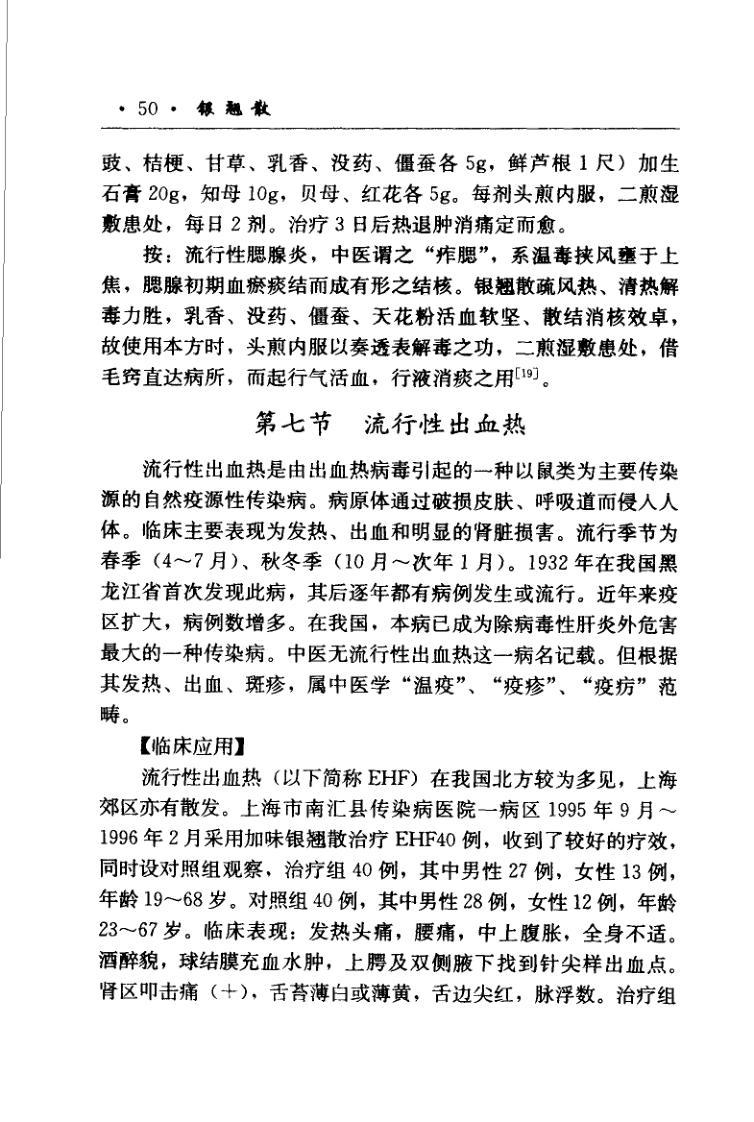 · 50 · 银翘散
豉、桔梗、甘草、乳香、没药、僵蚕各 5g，鲜芦根 1 尺）加生
石膏 20g，知母 10g，贝母、红花各 5g。每剂头煎内服，二煎湿
敷患处，每日 2 剂。治疗 3 日后热退肿消痛定而愈。
按：流行性腮腺炎，中医谓之“痄腮”，系温毒挟风壅于上
焦，腮腺初期血瘀痰结而成有形之结核。银翘散疏风热、清热解
毒力胜，乳香、没药、僵蚕、天花粉活血软坚、散结消核效卓，
故使用本方时，头煎内服以奏透表解毒之功，二煎湿敷患处，借
毛窍直达病所，而起行气活血，行液消痰之用[19]。
第七节　流行性出血热
流行性出血热是由出血热病毒引起的一种以鼠类为主要传染
源的自然疫源性传染病。病原体通过破损皮肤、呼吸道而侵人人
体。临床主要表现为发热、出血和明显的肾脏损害。流行季节为
春季（4～7 月）、秋冬季（10 月～次年 1 月）。1932 年在我国黑
龙江省首次发现此病，其后逐年都有病例发生或流行。近年来疫
区扩大，病例数增多。在我国，本病已成为除病毒性肝炎外危害
最大的一种传染病。中医无流行性出血热这一病名记载。但根据
其发热、出血、斑疹，属中医学“温疫”、“疫疹”、“疫疠”范
畴。
【临床应用】
流行性出血热（以下简称 EHF）在我国北方较为多见，上海
郊区亦有散发。上海市南汇县传染病医院一病区 1995 年 9 月～
1996 年 2 月采用加味银翘散治疗 EHF40 例，收到了较好的疗效，
同时设对照组观察，治疗组 40 例，其中男性 27 例，女性 13 例，
年龄 19～68 岁。对照组 40 例，其中男性 28 例，女性 12 例，年龄
23～67 岁。临床表现：发热头痛，腰痛，中上腹胀，全身不适。
酒醉貌，球结膜充血水肿，上腭及双侧腋下找到针尖样出血点。
肾区叩击痛（＋），舌苔薄白或薄黄，舌边尖红，脉浮数。治疗组